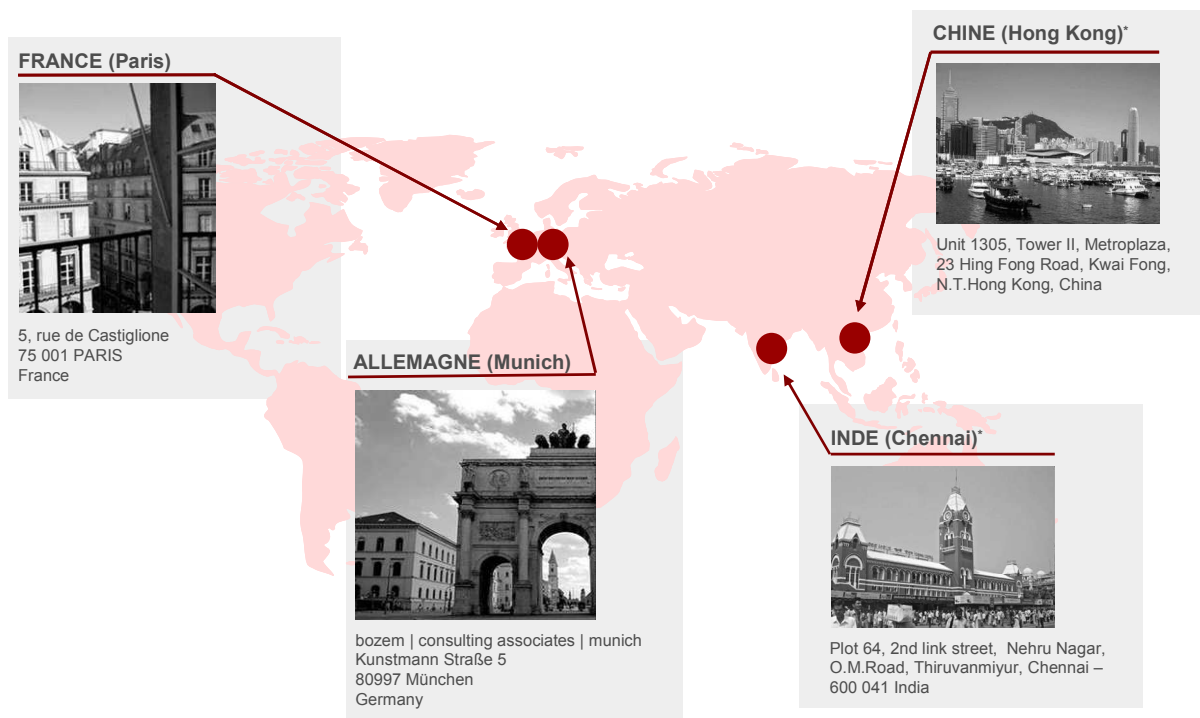 FRANCE (Paris)
5, rue de Castiglione
75 001 PARIS
France
ALLEMAGNE (Munich)
bozem | consulting associates | munich
Kunstmann Straße 5
80997 München
Germany
CHINE (Hong Kong)*
Unit 1305, Tower II, Metroplaza,
23 Hing Fong Road, Kwai Fong,
N.T.Hong Kong, China
INDE (Chennai)*
Plot 64, 2nd link street, Nehru Nagar,
O.M.Road, Thiruvanmiyur, Chennai –
600 041 India